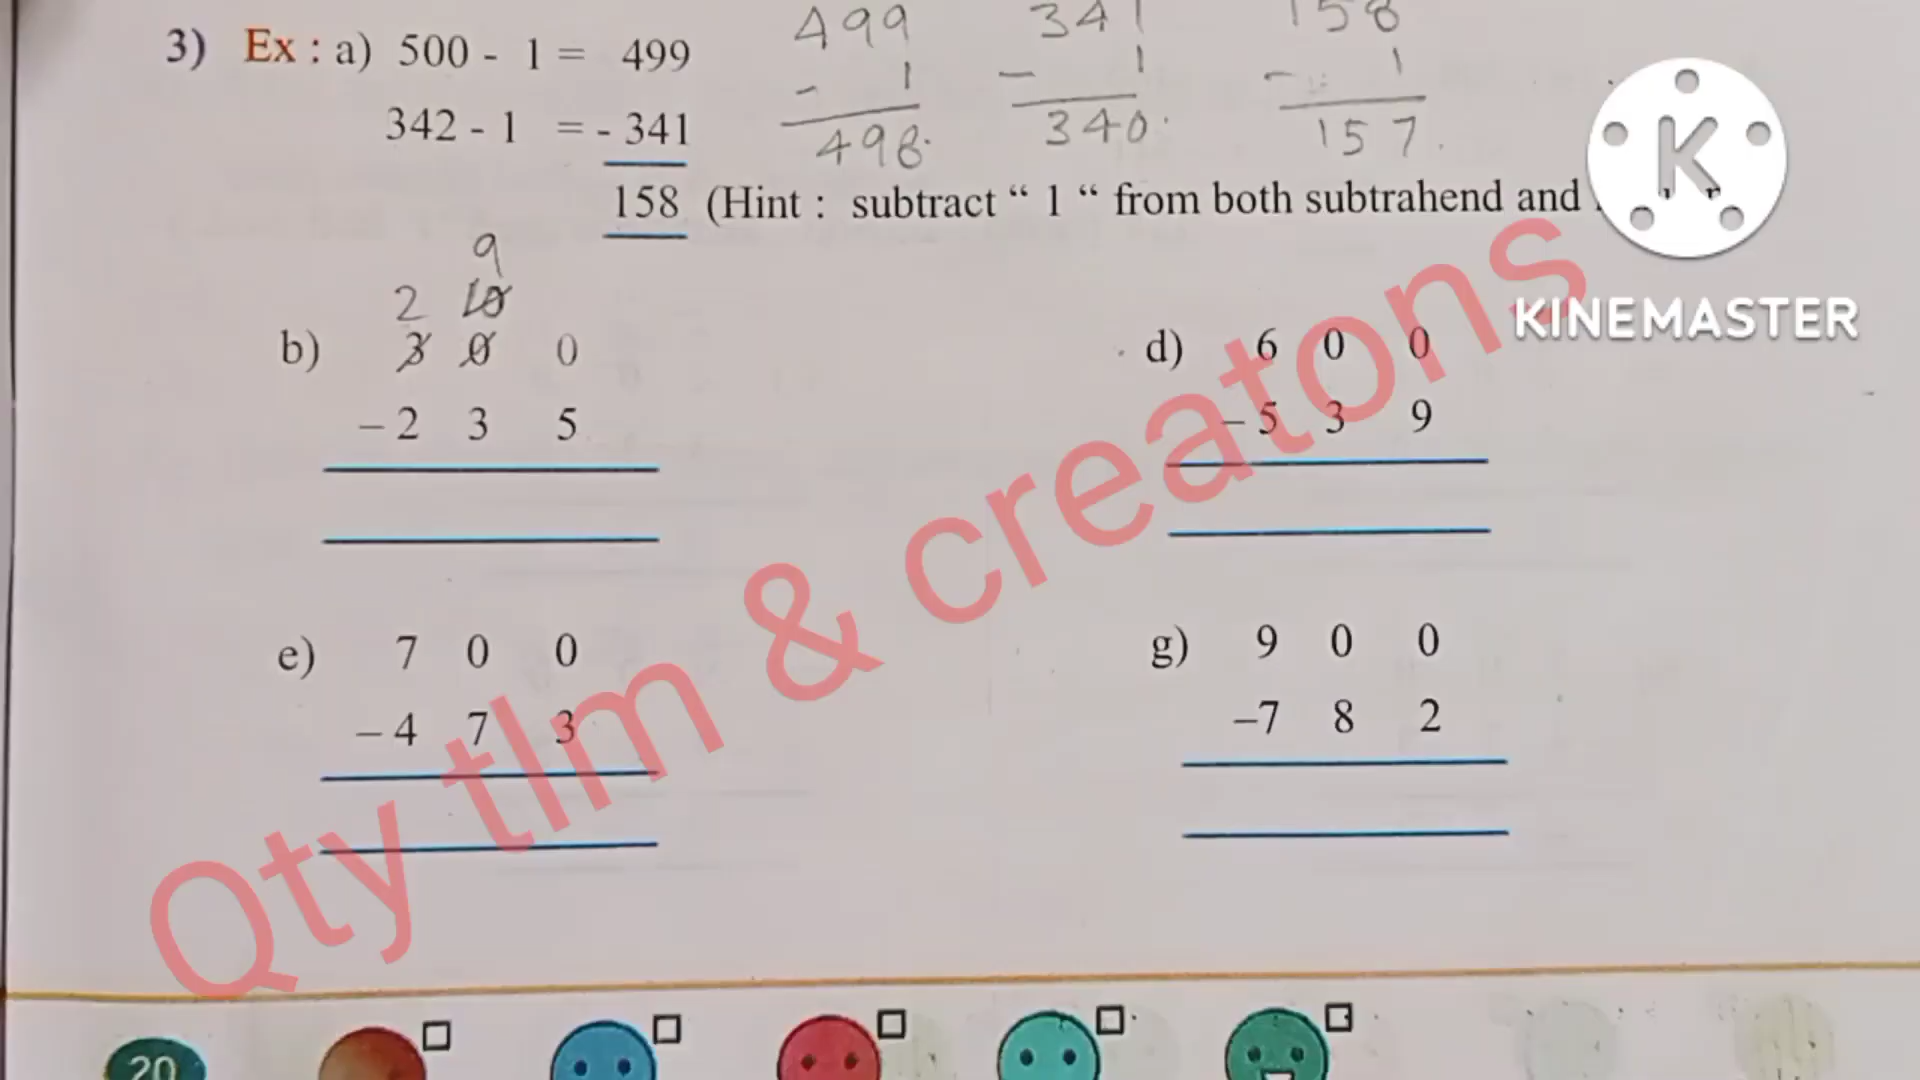 3) Ex : a) 500 - 1 = 499
342 - 1 = - 341
158 (Hint : subtract “ 1 “ from both subtrahend and
499
- 1
498.
341
- 1
340.
158
- 1
157.
K
KINEMASTER
9
2 10
b) 3 0 0
– 2 3 5
d) 6 0 0
– 5 3 9
e) 7 0 0
– 4 7 3
g) 9 0 0
–7 8 2
Qty tlm & creatons
20